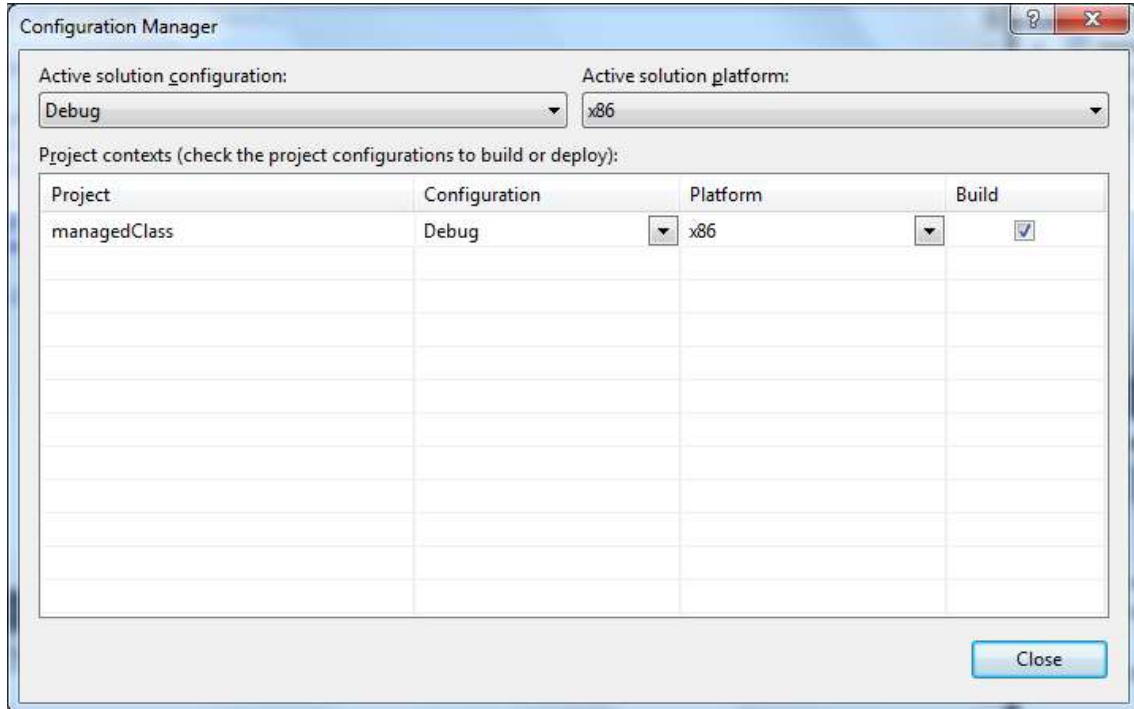 Configuration Manager
Active solution configuration: Active solution platform:
Debug x86
Project contexts (check the project configurations to build or deploy):
Project Configuration Platform Build
managedClass Debug x86
Close